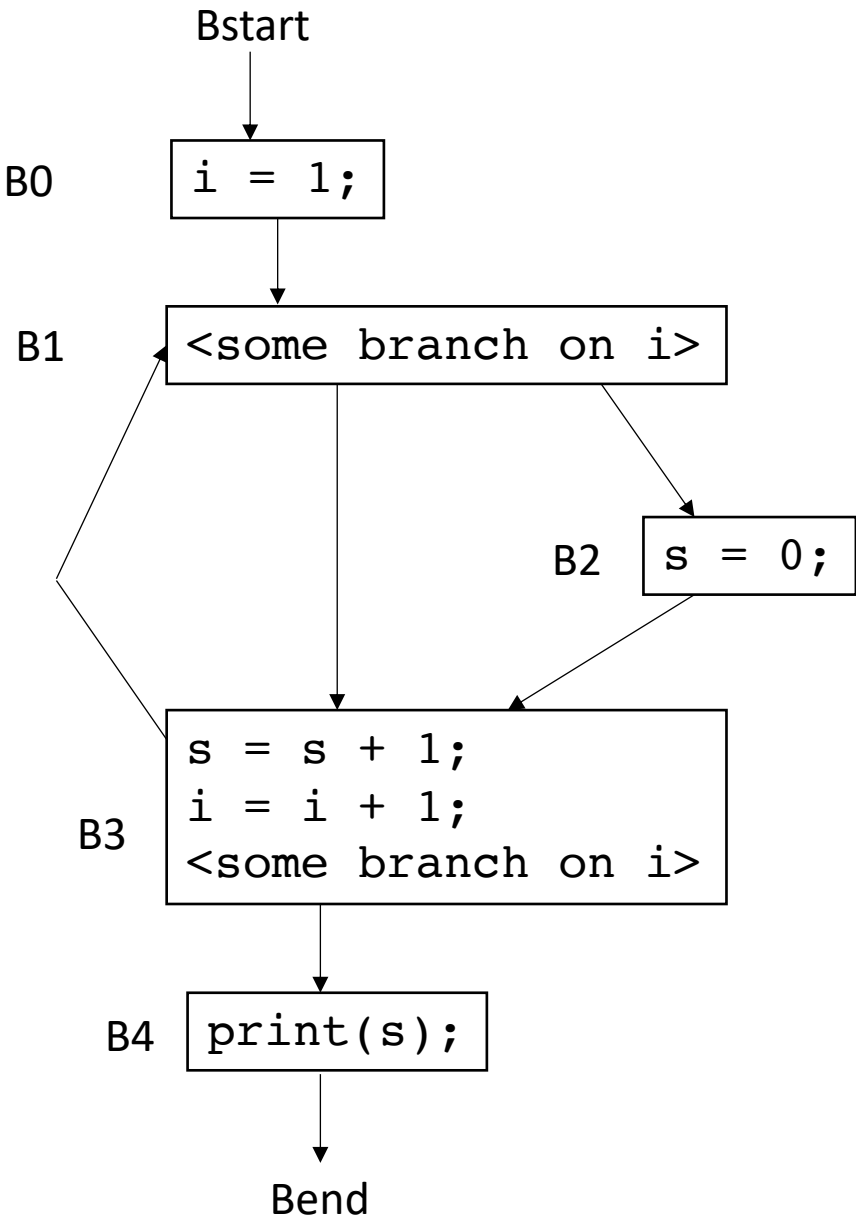 Bstart
B0
i = 1;
B1
<some branch on i>
B2
s = 0;
B3
s = s + 1;
i = i + 1;
<some branch on i>
B4
print(s);
Bend